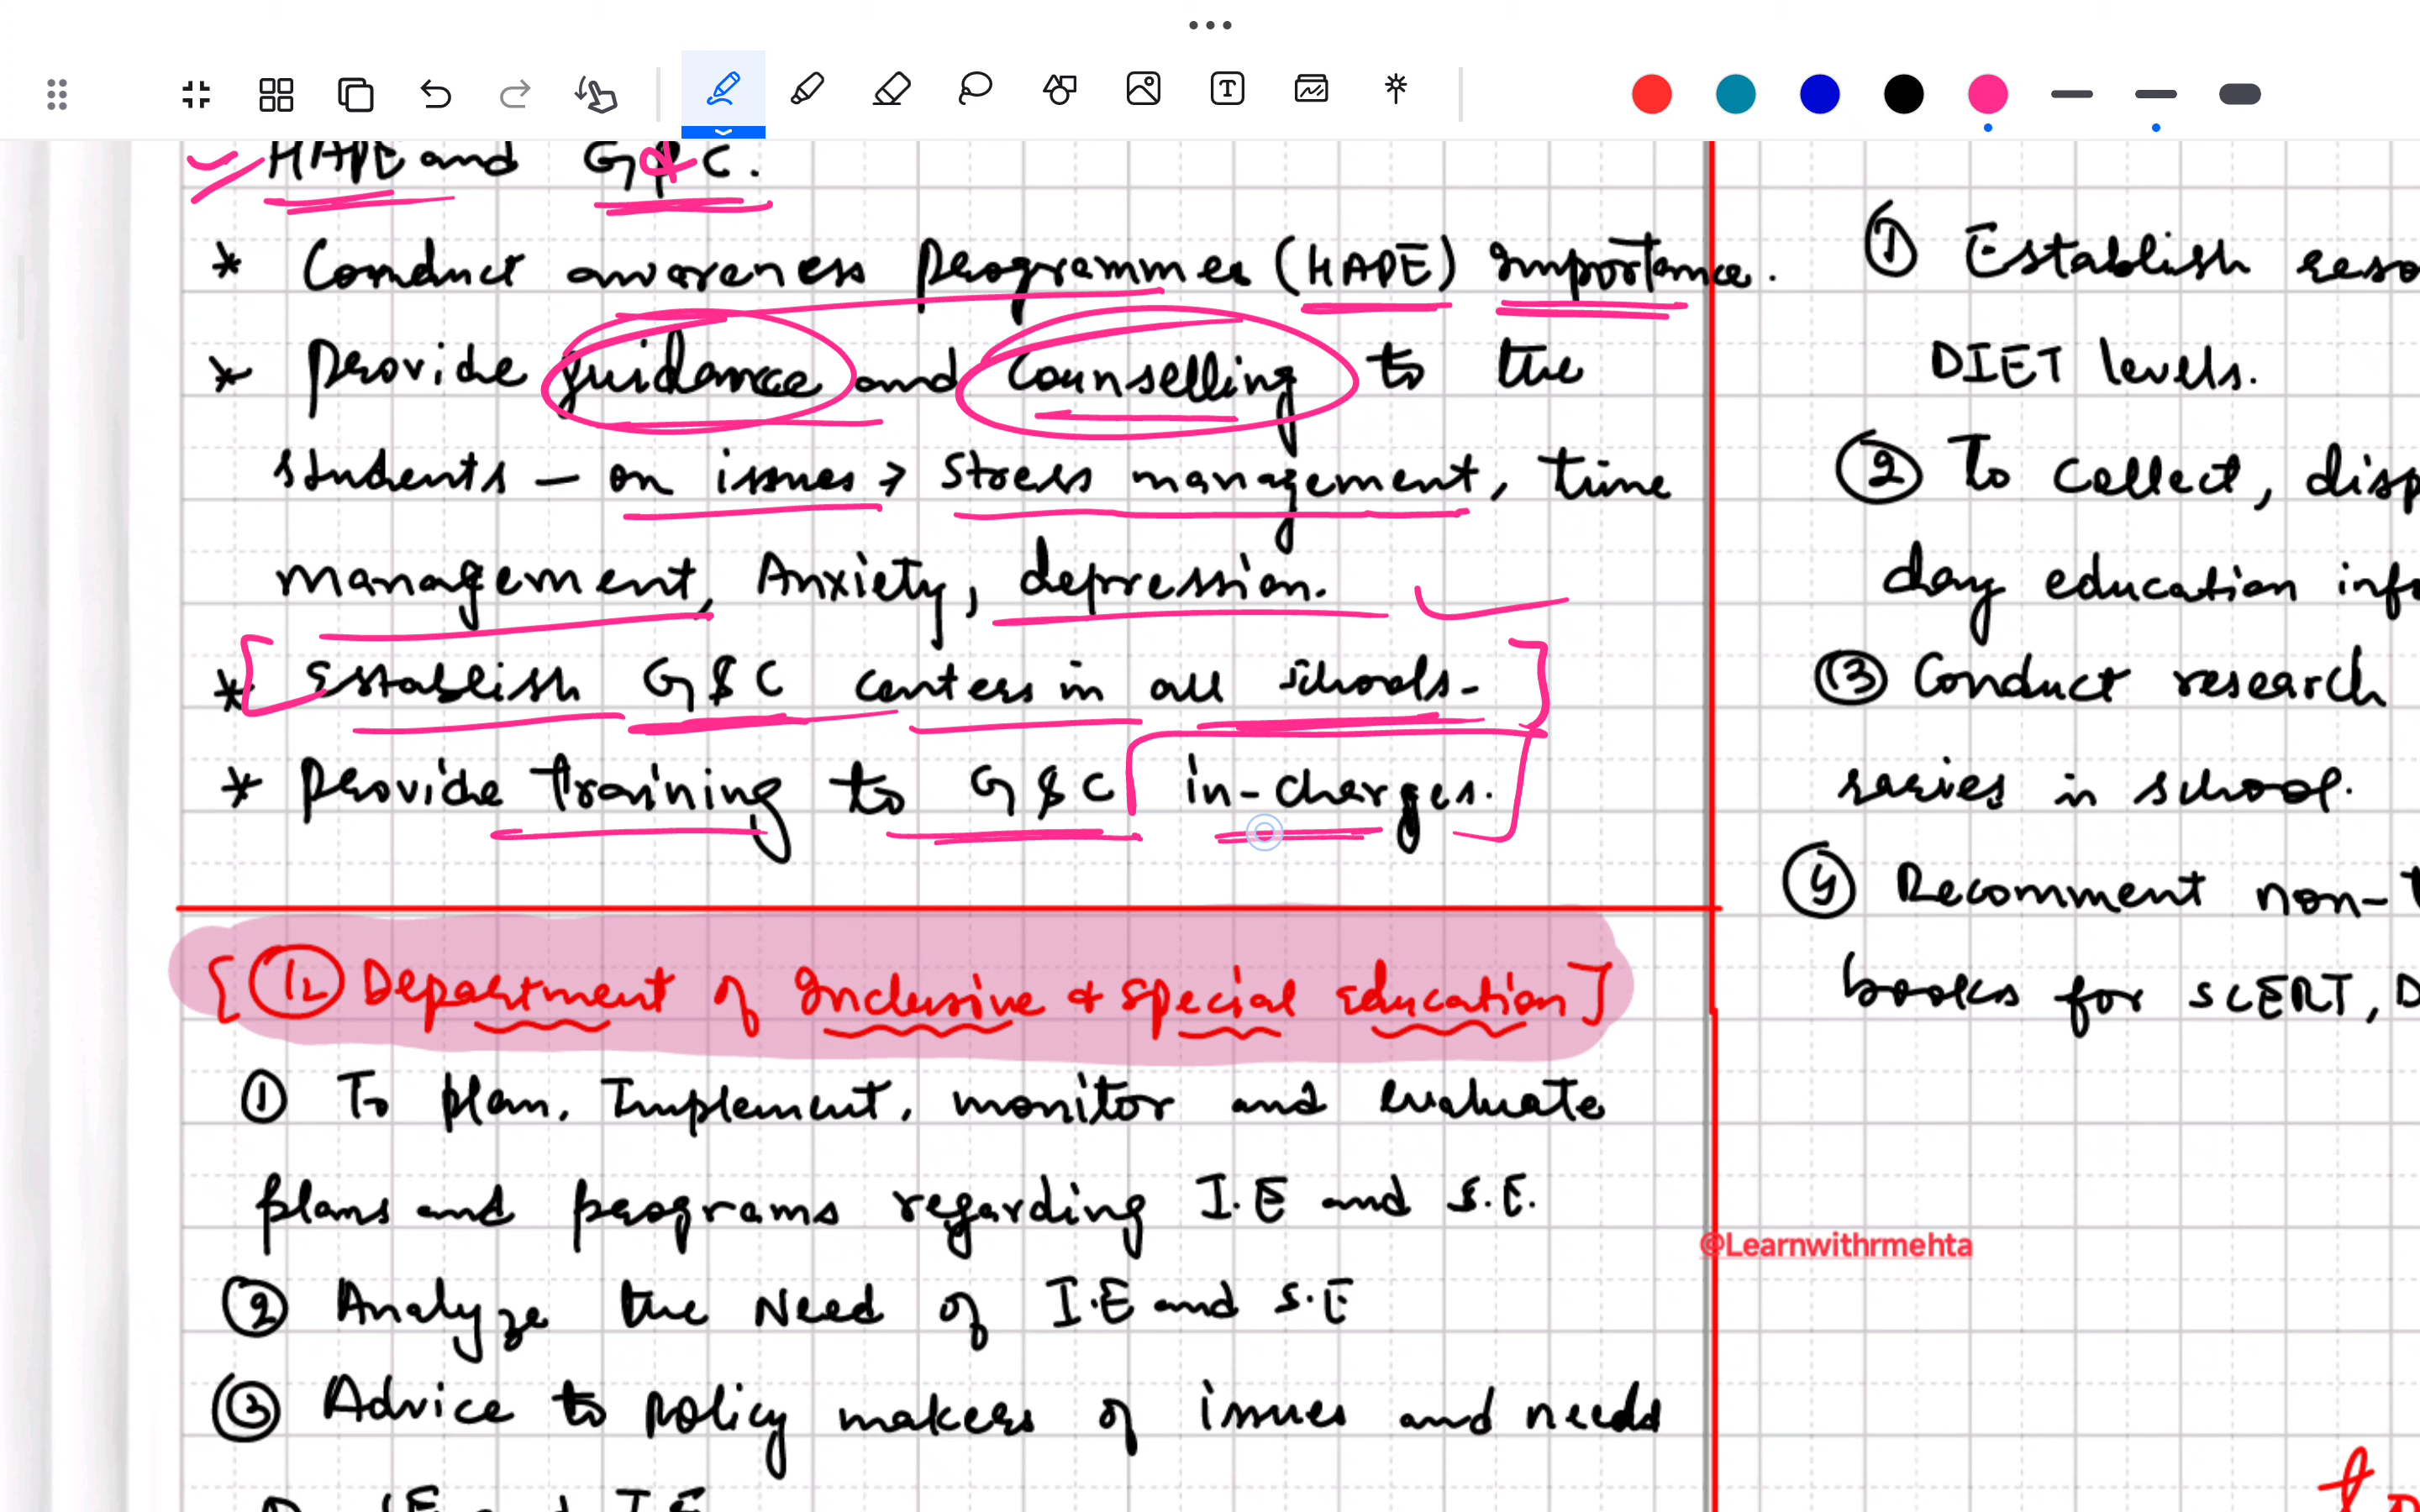 HAPE and G&C.
* Conduct awareness programmes (HAPE) Importance.
* Provide guidance and Counselling to the
students — on issues → Stress management, time
management, Anxiety, depression.
* Establish G&C centers in all schools-
* Provide training to G&C in-charges.
[12 Department of Inclusive & special Education]
① To plan, Implement, monitor and evaluate
plans and programs regarding I.E and S.E.
② Analyze the Need of I.E and S.E
③ Advice to policy makers of issues and needs
① Establish reso
DIET levels.
② To Collect, disp
day education inf
③ Conduct research
raries in school.
④ Recomment non-t
books for SCERT, D
@Learnwithrmehta